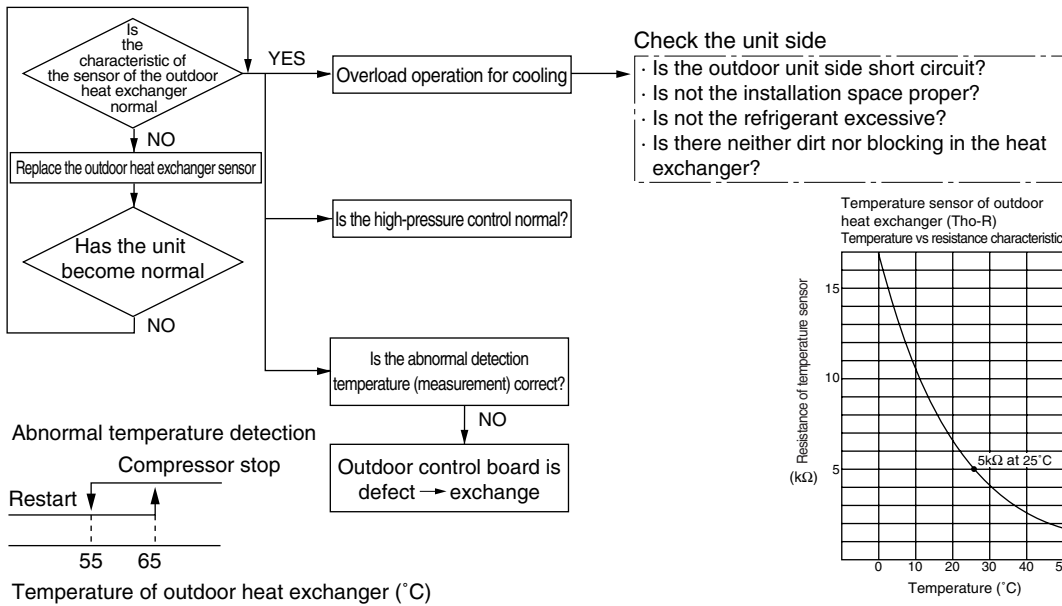 Is
the
characteristic of
the sensor of the outdoor
heat exchanger
normal
YES
NO
Replace the outdoor heat exchanger sensor
Has the unit
become normal
NO
Overload operation for cooling
Is the high-pressure control normal?
Is the abnormal detection
temperature (measurement) correct?
NO
Outdoor control board is
defect → exchange
Check the unit side
· Is the outdoor unit side short circuit?
· Is not the installation space proper?
· Is not the refrigerant excessive?
· Is there neither dirt nor blocking in the heat
exchanger?
Abnormal temperature detection
Compressor stop
Restart
55 65
Temperature of outdoor heat exchanger (˚C)
Temperature sensor of outdoor
heat exchanger (Tho-R)
Temperature vs resistance characteristic
Resistance of temperature sensor
(kΩ)
15
10
5
5kΩ at 25˚C
0 10 20 30 40
Temperature (˚C)